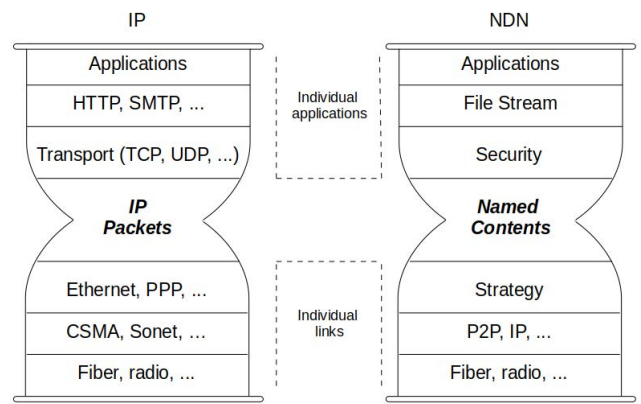 IP
Applications
HTTP, SMTP, ...
Transport (TCP, UDP, ...)
IP
Packets
Ethernet, PPP, ...
CSMA, Sonet, ...
Fiber, radio, ...
Individual
applications
Individual
links
NDN
Applications
File Stream
Security
Named
Contents
Strategy
P2P, IP, ...
Fiber, radio, ...